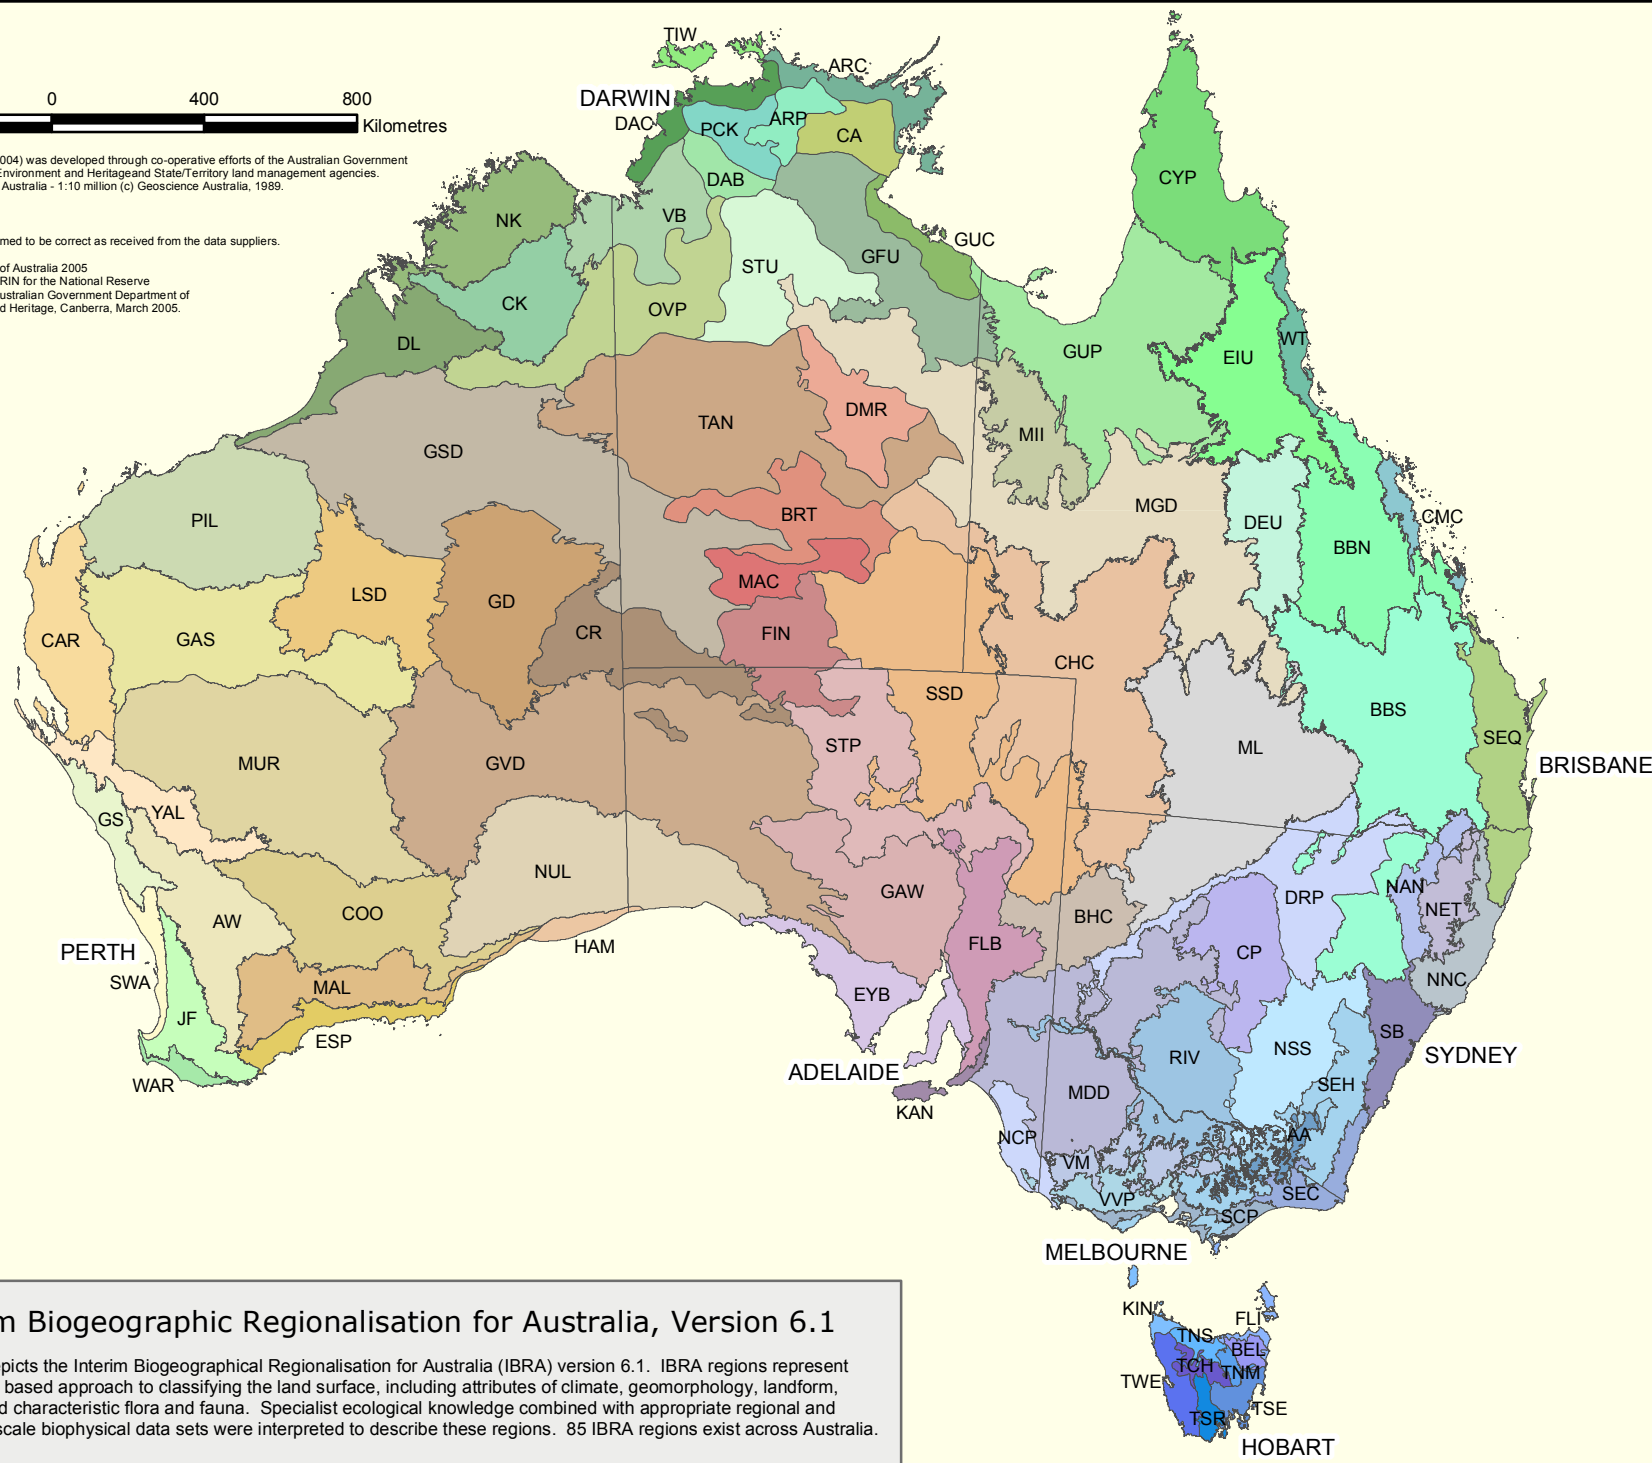 TIW
ARC
0 400 800
Kilometres
DARWIN
DAC
PCK
ARP
CA
004) was developed through co-operative efforts of the Australian Government
Environment and Heritageand State/Territory land management agencies.
Australia - 1:10 million (c) Geoscience Australia, 1989.
DAB
CYP
NK
VB
med to be correct as received from the data suppliers.
GUC
of Australia 2005
RIN for the National Reserve
ustralian Government Department of
d Heritage, Canberra, March 2005.
STU
GFU
CK
OVP
DL
GUP
EIU
WT
TAN
DMR
MII
GSD
PIL
BRT
MGD
DEU
CMC
BBN
LSD
GD
MAC
CAR
GAS
CR
FIN
CHC
SSD
BBS
MUR
GVD
STP
ML
SEQ
BRISBANE
GS
YAL
NUL
GAW
COO
AW
BHC
DRP
NAN
NET
PERTH
HAM
FLB
CP
SWA
MAL
EYB
NNC
JF
ESP
SB
SYDNEY
WAR
ADELAIDE
KAN
RIV
NSS
SEH
MDD
NCP
AA
VM
VVP
SEC
SCP
MELBOURNE
KIN
FLI
TNS
BEL
TCH
TNM
TWE
TSE
TSR
HOBART
m Biogeographic Regionalisation for Australia, Version 6.1
epicts the Interim Biogeographical Regionalisation for Australia (IBRA) version 6.1. IBRA regions represent
based approach to classifying the land surface, including attributes of climate, geomorphology, landform,
d characteristic flora and fauna. Specialist ecological knowledge combined with appropriate regional and
scale biophysical data sets were interpreted to describe these regions. 85 IBRA regions exist across Australia.